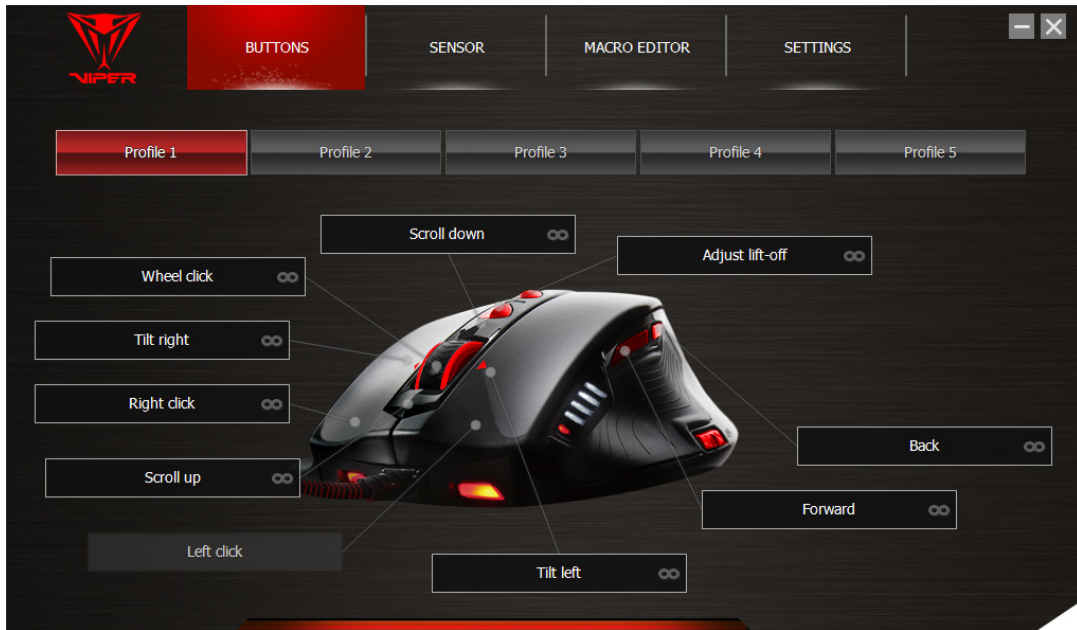 VIPER
BUTTONS
SENSOR
MACRO EDITOR
SETTINGS
Profile 1
Profile 2
Profile 3
Profile 4
Profile 5
Scroll down
Adjust lift-off
Wheel click
Tilt right
Right click
Back
Scroll up
Forward
Left click
Tilt left